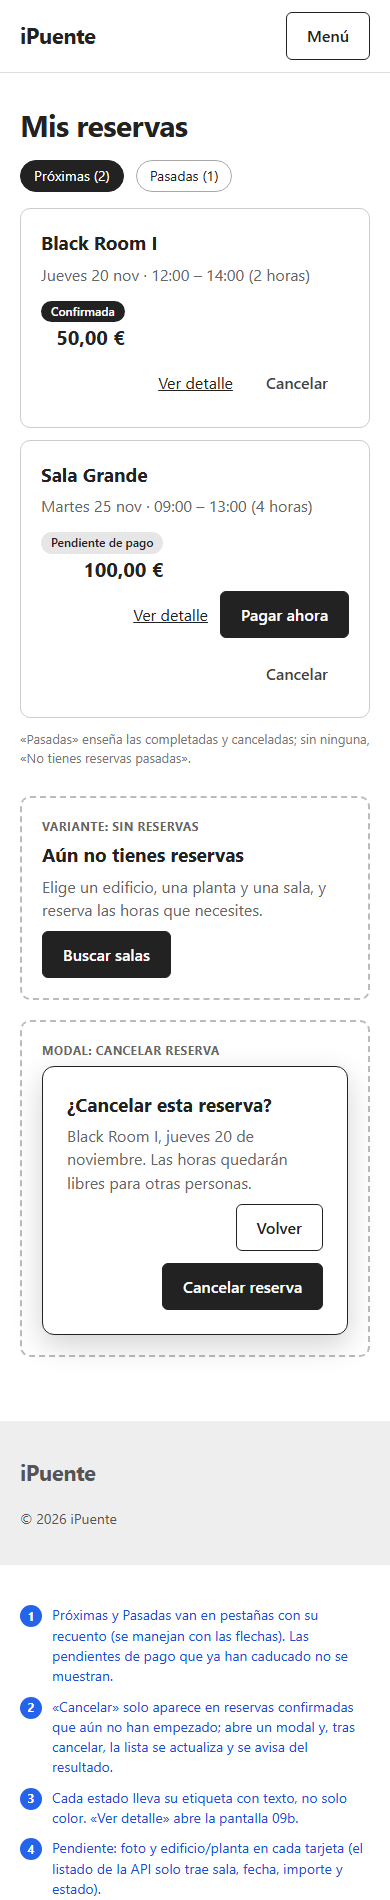 iPuente
Menú
Mis reservas
Próximas (2)
Pasadas (1)
Black Room I
Jueves 20 nov · 12:00 – 14:00 (2 horas)
Confirmada
50,00 €
Ver detalle
Cancelar
Sala Grande
Martes 25 nov · 09:00 – 13:00 (4 horas)
Pendiente de pago
100,00 €
Ver detalle
Pagar ahora
Cancelar
«Pasadas» enseña las completadas y canceladas; sin ninguna,
«No tienes reservas pasadas».
VARIANTE: SIN RESERVAS
Aún no tienes reservas
Elige un edificio, una planta y una sala, y
reserva las horas que necesites.
Buscar salas
MODAL: CANCELAR RESERVA
¿Cancelar esta reserva?
Black Room I, jueves 20 de
noviembre. Las horas quedarán
libres para otras personas.
Volver
Cancelar reserva
iPuente
© 2026 iPuente
1 Próximas y Pasadas van en pestañas con su
recuento (se manejan con las flechas). Las
pendientes de pago que ya han caducado no se
muestran.
2 «Cancelar» solo aparece en reservas confirmadas
que aún no han empezado; abre un modal y, tras
cancelar, la lista se actualiza y se avisa del
resultado.
3 Cada estado lleva su etiqueta con texto, no solo
color. «Ver detalle» abre la pantalla 09b.
4 Pendiente: foto y edificio/planta en cada tarjeta (el
listado de la API solo trae sala, fecha, importe y
estado).